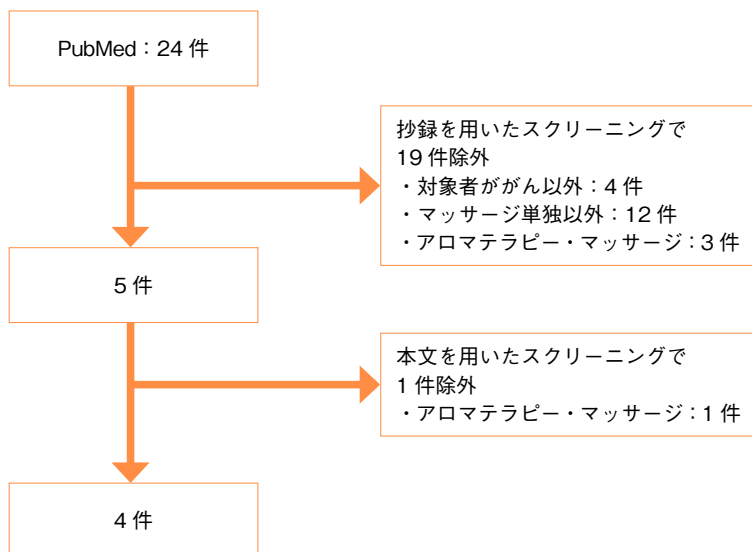 PubMed：24 件
抄録を用いたスクリーニングで
19 件除外
・対象者ががん以外：4 件
・マッサージ単独以外：12 件
・アロマテラピー・マッサージ：3 件
5 件
本文を用いたスクリーニングで
1 件除外
・アロマテラピー・マッサージ：1 件
4 件